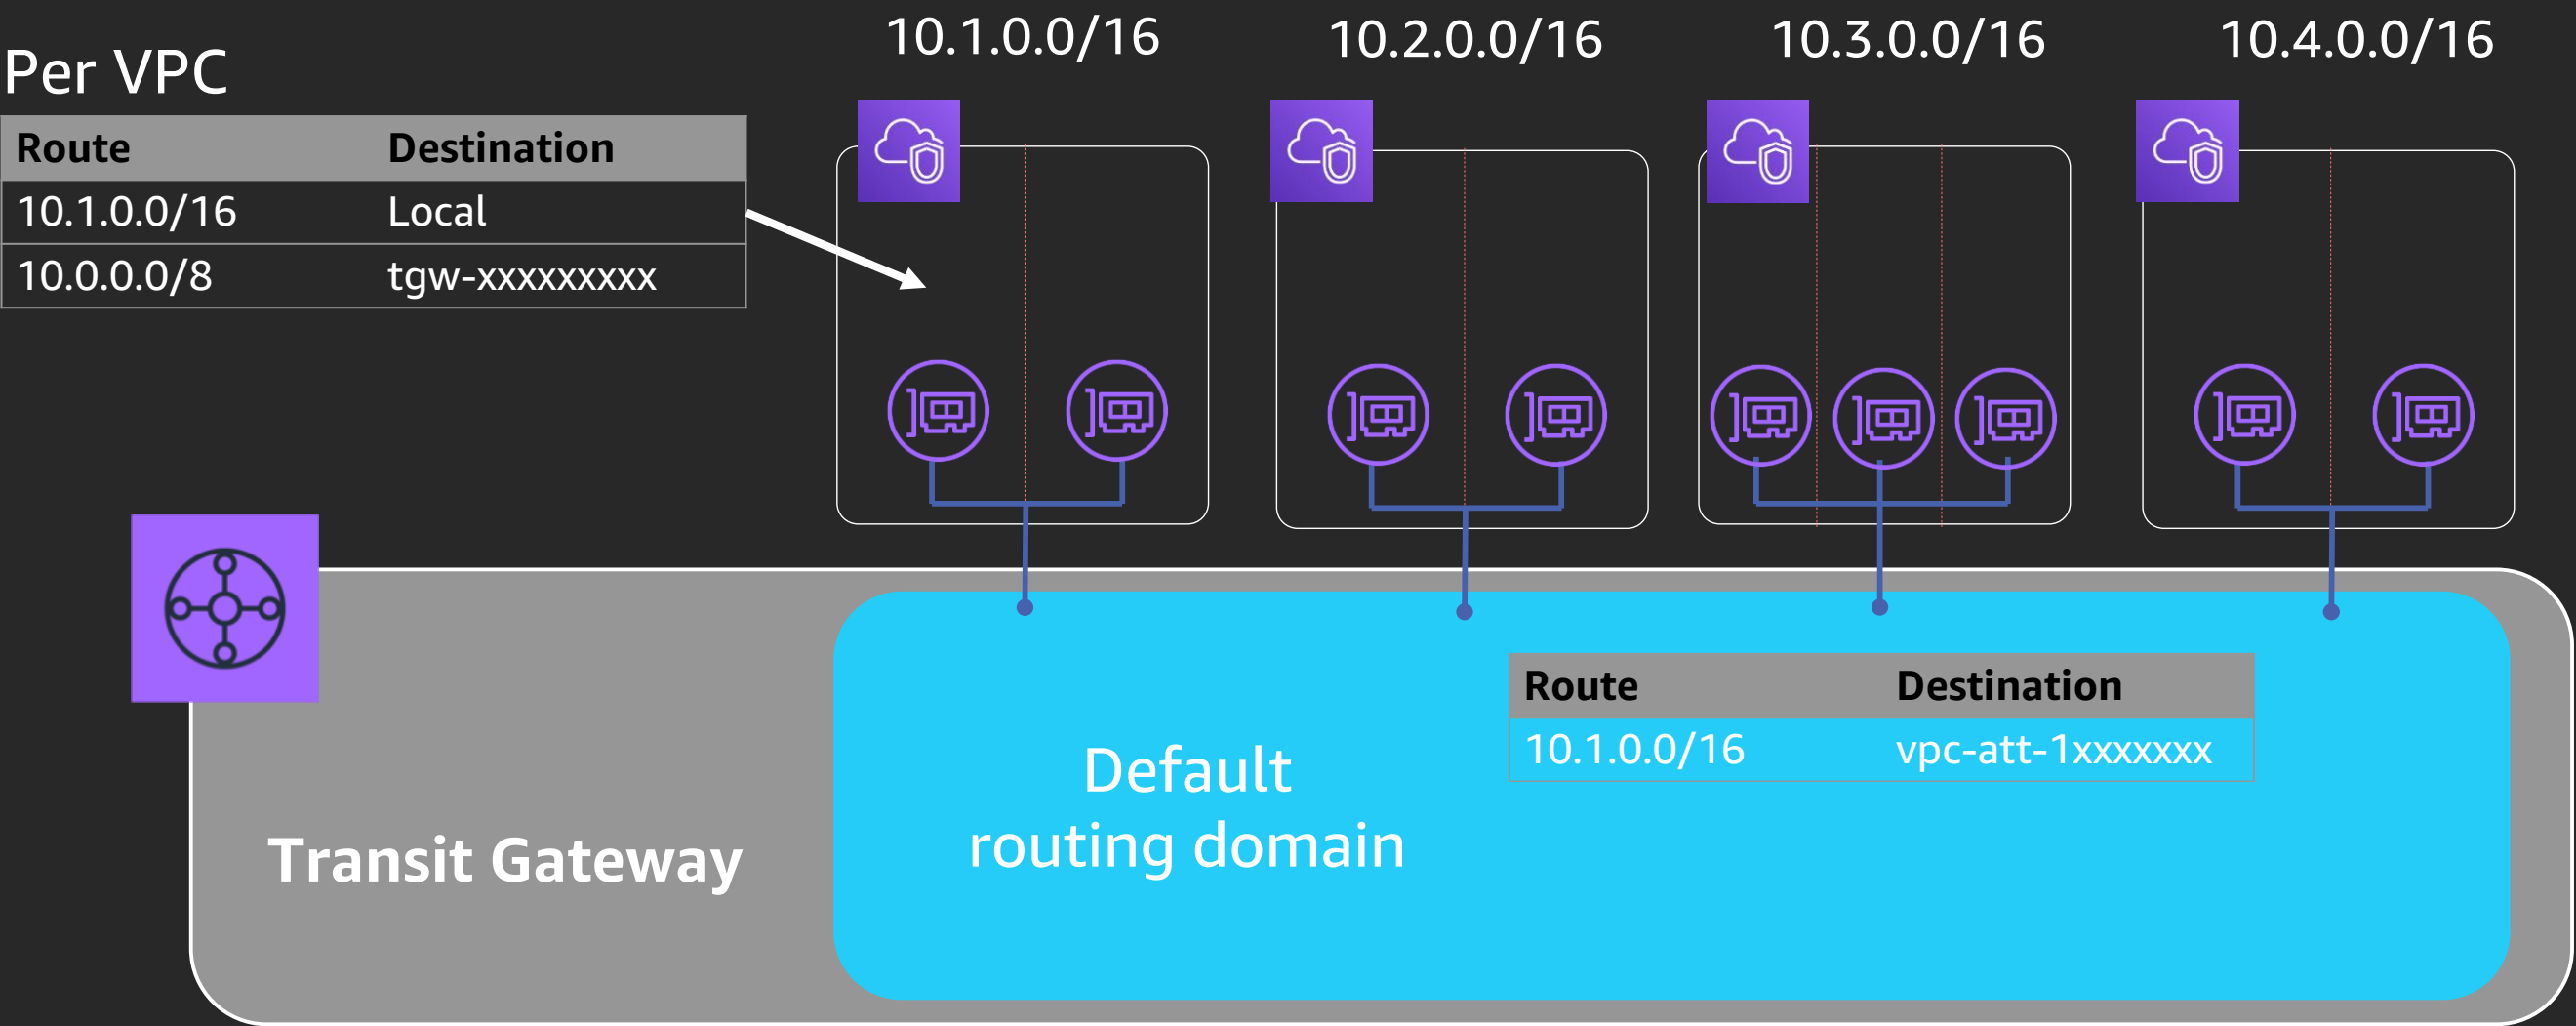 10.1.0.0/16 10.2.0.0/16 10.3.0.0/16 10.4.0.0/16
Per VPC
Route Destination
10.1.0.0/16 Local
10.0.0.0/8 tgw-xxxxxxxxx
Route Destination
10.1.0.0/16 vpc-att-1xxxxxxx
Default
routing domain
Transit Gateway